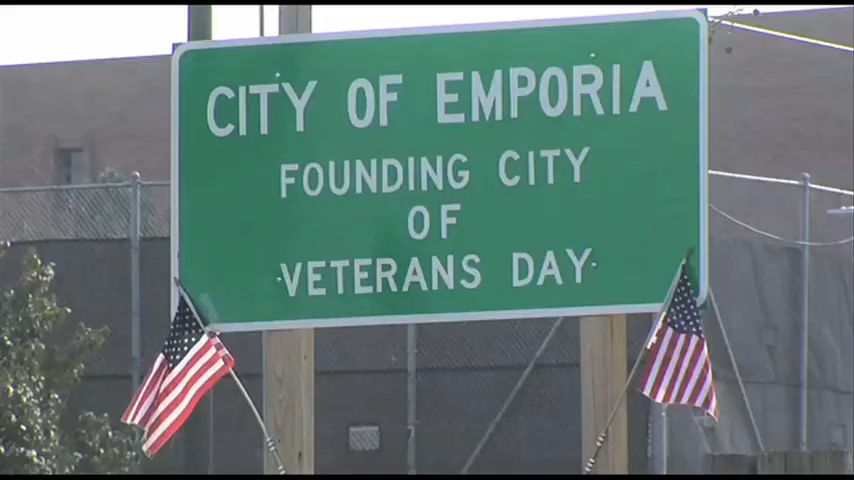 CITY OF EMPORIA
FOUNDING CITY
OF
VETERANS DAY